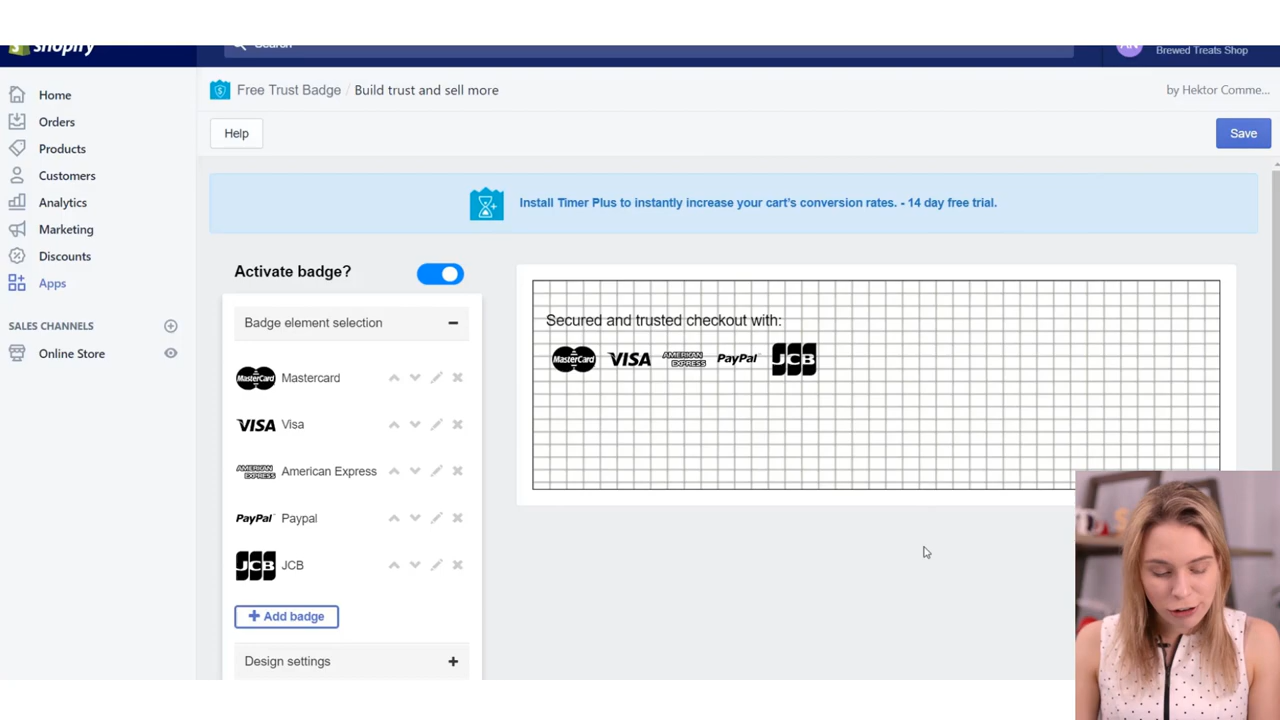 shopify
Search
AN
Brewed Treats Shop
Home
Orders
Products
Customers
Analytics
Marketing
Discounts
Apps
SALES CHANNELS
Online Store
Free Trust Badge / Build trust and sell more
by Hektor Comme...
Help
Save
Install Timer Plus to instantly increase your cart's conversion rates. - 14 day free trial.
Activate badge?
Badge element selection
MasterCard Mastercard
VISA Visa
AMERICAN EXPRESS American Express
PayPal Paypal
JCB JCB
+ Add badge
Design settings
Secured and trusted checkout with:
MasterCard VISA AMERICAN EXPRESS PayPal JCB